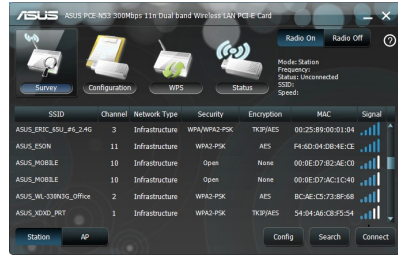 ASUS ASUS PCE-N53 300Mbps 11n Dual band Wireless LAN PCI-E Card
Radio On Radio Off
Mode: Station
Frequency:
Status: Unconnected
SSID:
Speed:
Survey Configuration WPS Status
SSID Channel Network Type Security Encryption MAC Signal
ASUS_ERIC_65U_#6_2.4G 3 Infrastructure WPA/WPA2-PSK TKIP/AES 00:25:89:00:01:04
ASUS_ESON 11 Infrastructure WPA2-PSK AES F4:6D:04:DB:4E:CE
ASUS_MOBILE 10 Infrastructure Open None 00:0E:D7:B2:AE:C0
ASUS_MOBILE 10 Infrastructure Open None 00:0E:D7:AC:1C:40
ASUS_WL-330N3G_Office 2 Infrastructure WPA2-PSK AES BC:AE:C5:73:BF:68
ASUS_XDXD_PRT 1 Infrastructure WPA2-PSK TKIP/AES 54:04:A6:C8:F5:54
Station AP Config Search Connect